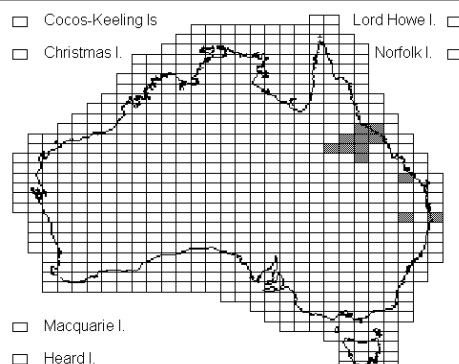 Cocos-Keeling Is
Lord Howe I.
Christmas I.
Norfolk I.
Macquarie I.
Heard I.